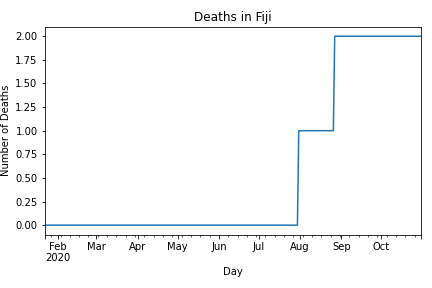 Deaths in Fiji
Number of Deaths
2.00
1.75
1.50
1.25
1.00
0.75
0.50
0.25
0.00
Feb Mar Apr May Jun Jul Aug Sep Oct
2020
Day